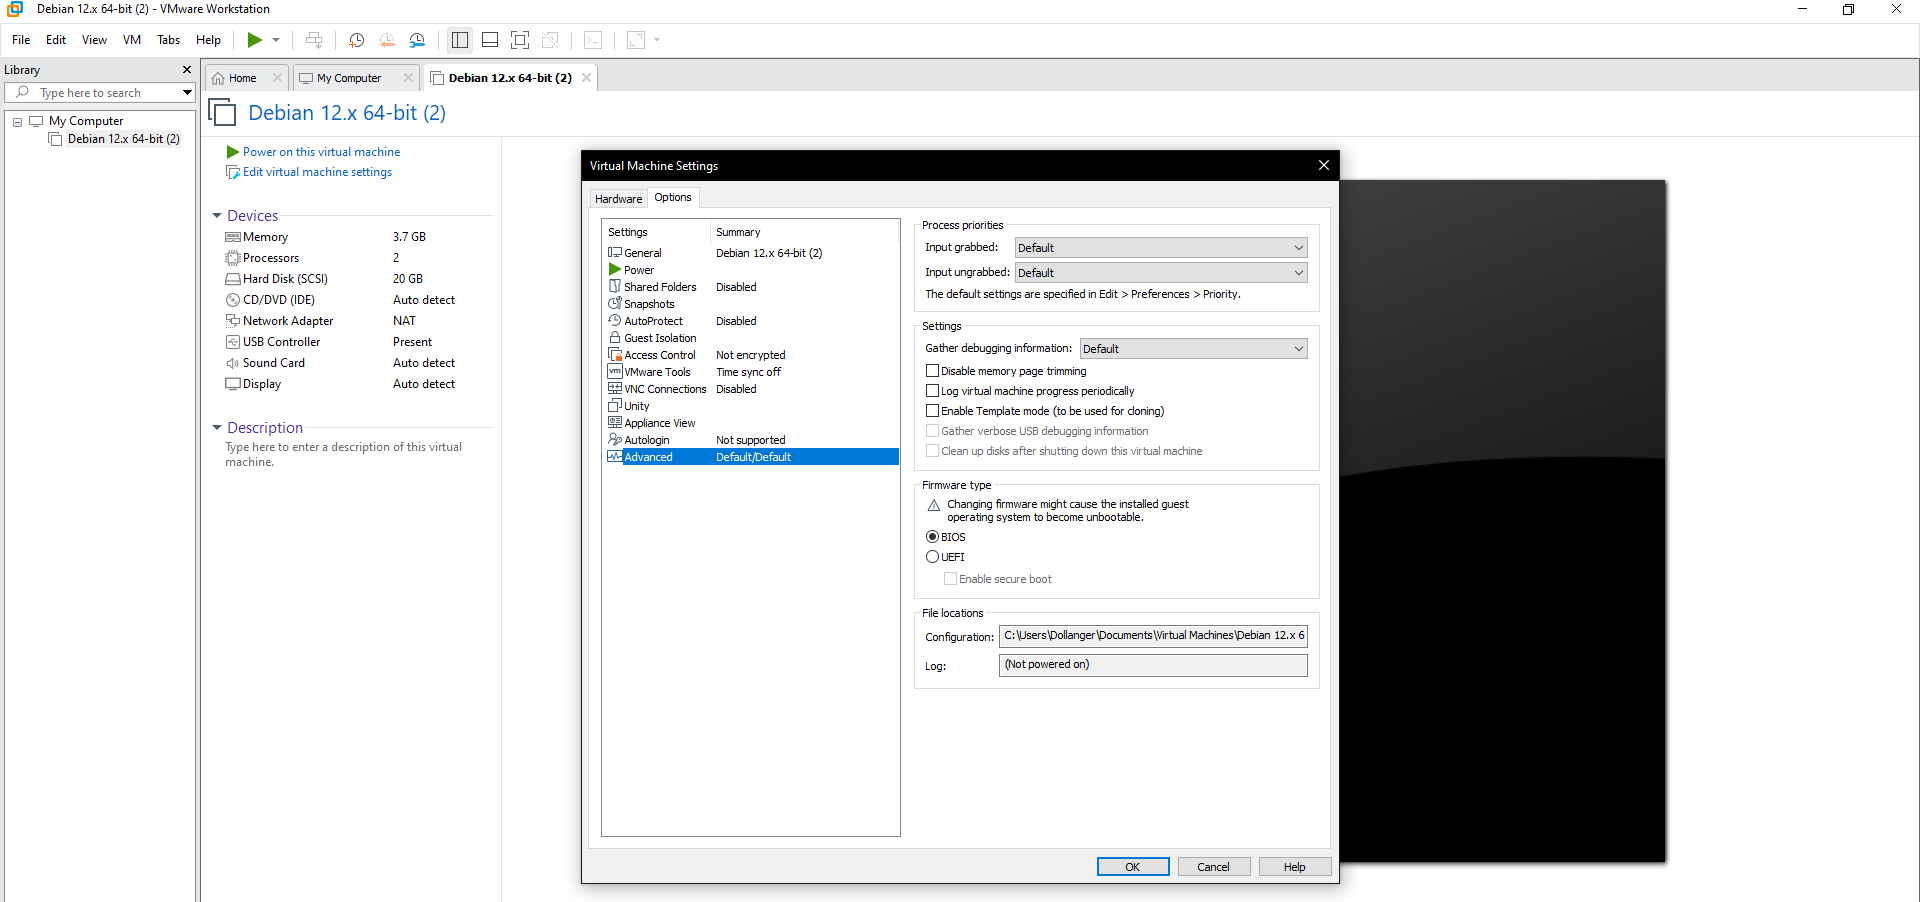 Debian 12.x 64-bit (2) - VMware Workstation
File Edit View VM Tabs Help
Library
Type here to search
My Computer
Debian 12.x 64-bit (2)
Home
My Computer
Debian 12.x 64-bit (2)
Debian 12.x 64-bit (2)
Power on this virtual machine
Edit virtual machine settings
Devices
Memory 3.7 GB
Processors 2
Hard Disk (SCSI) 20 GB
CD/DVD (IDE) Auto detect
Network Adapter NAT
USB Controller Present
Sound Card Auto detect
Display Auto detect
Description
Type here to enter a description of this virtual
machine.
Virtual Machine Settings
Hardware Options
Settings Summary
General Debian 12.x 64-bit (2)
Power
Shared Folders Disabled
Snapshots
AutoProtect Disabled
Guest Isolation
Access Control Not encrypted
vm VMware Tools Time sync off
VNC Connections Disabled
Unity
Appliance View
Autologin Not supported
Advanced Default/Default
Process priorities
Input grabbed: Default
Input ungrabbed: Default
The default settings are specified in Edit > Preferences > Priority.
Settings
Gather debugging information: Default
Disable memory page trimming
Log virtual machine progress periodically
Enable Template mode (to be used for cloning)
Gather verbose USB debugging information
Clean up disks after shutting down this virtual machine
Firmware type
Changing firmware might cause the installed guest
operating system to become unbootable.
BIOS
UEFI
Enable secure boot
File locations
Configuration: C:\Users\Dollanger\Documents\Virtual Machines\Debian 12.x 6
Log: (Not powered on)
OK Cancel Help